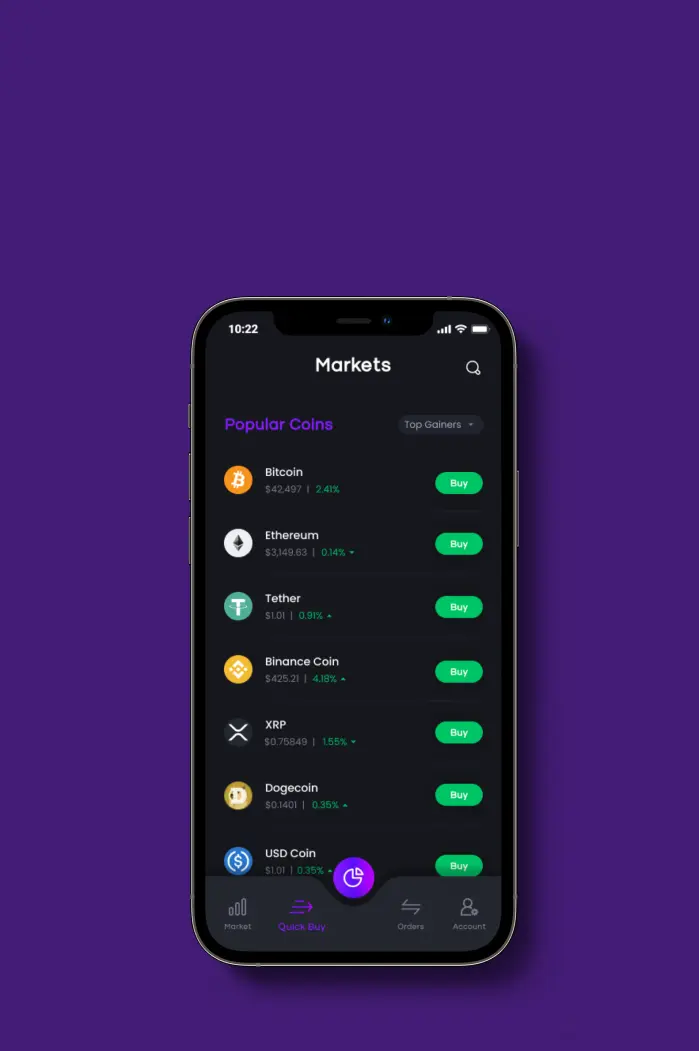 10:22
Markets
Popular Coins
Top Gainers
Bitcoin
$42,497 | 2.41%
Buy
Ethereum
$3,149.63 | 0.14%
Buy
Tether
$1.01 | 0.91%
Buy
Binance Coin
$425.21 | 4.18%
Buy
XRP
$0.75849 | 1.55%
Buy
Dogecoin
$0.1401 | 0.35%
Buy
USD Coin
$1.01 | 0.35%
Buy
Market
Quick Buy
Orders
Account